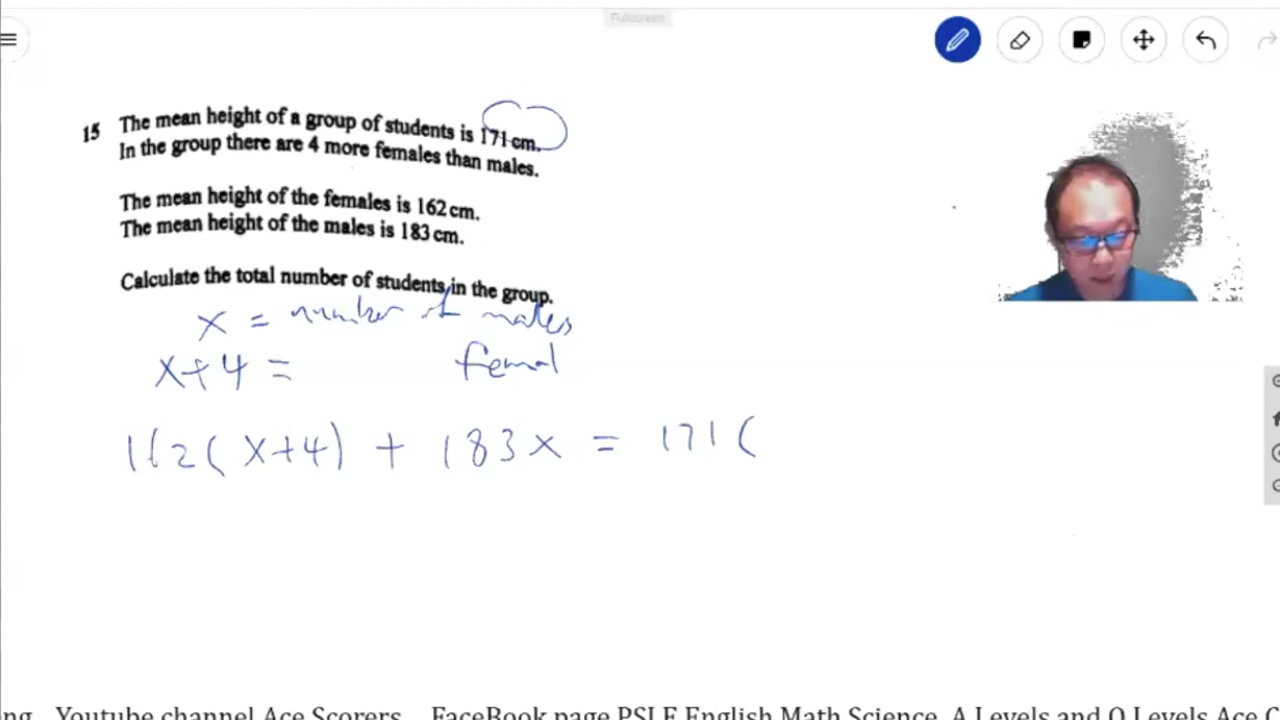 Fullscreen
15 The mean height of a group of students is 171 cm.
In the group there are 4 more females than males.
The mean height of the females is 162 cm.
The mean height of the males is 183 cm.
Calculate the total number of students in the group.
x = number of males
x+4 = femal
162(x+4) + 183x = 171(
Youtube channel Ace Scorers FaceBook page PSLE English Math Science A Levels and O Levels Ace